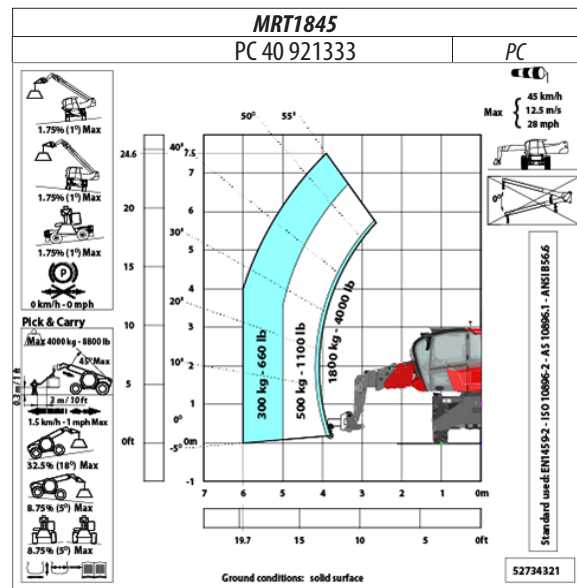 MRT1845
PC 40 921333
PC
1.75% (1°) Max
1.75% (1°) Max
1.75% (1°) Max
P
0 km/h - 0 mph
Pick & Carry
Max 4000 kg - 8800 lb
45° Max
0.3 m / 1 ft
3 m / 10 ft
1.5 km/h - 1 mph Max
32.5% (18°) Max
8.75% (5°) Max
8.75% (5°) Max
24.6
20
15
10
5
0ft
7.5
7
6
5
4
3
2
1
0m
-1
55°
50°
40°
30°
20°
10°
0°
-5°
300 kg - 660 lb
500 kg - 1100 lb
1800 kg - 4000 lb
7 6 5 4 3 2 1 0m
19.7 15 10 5 0ft
Ground conditions: solid surface
Max
45 km/h
12.5 m/s
28 mph
0°
Standard used: EN1459-2 - ISO 10896-2 - AS 10896.1 - ANSI B56.6
52734321